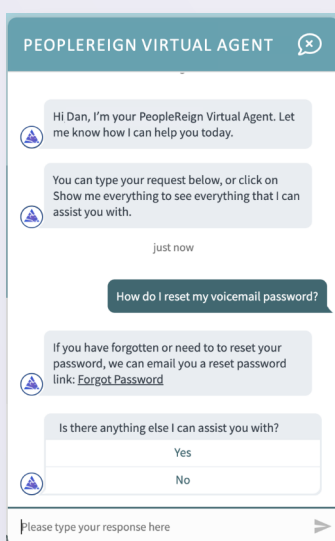 PEOPLEREIGN VIRTUAL AGENT
Hi Dan, I'm your PeopleReign Virtual Agent. Let
me know how I can help you today.
You can type your request below, or click on
Show me everything to see everything that I can
assist you with.
just now
How do I reset my voicemail password?
If you have forgotten or need to to reset your
password, we can email you a reset password
link: Forgot Password
Is there anything else I can assist you with?
Yes
No
Please type your response here